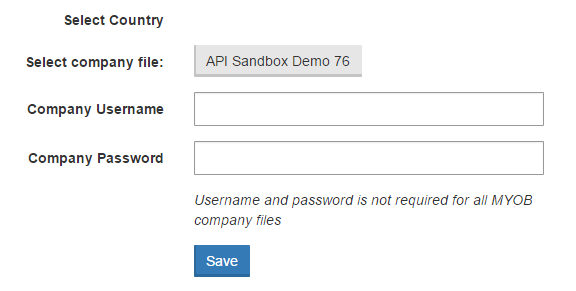 Select Country
Select company file: API Sandbox Demo 76
Company Username
Company Password
Username and password is not required for all MYOB
company files
Save